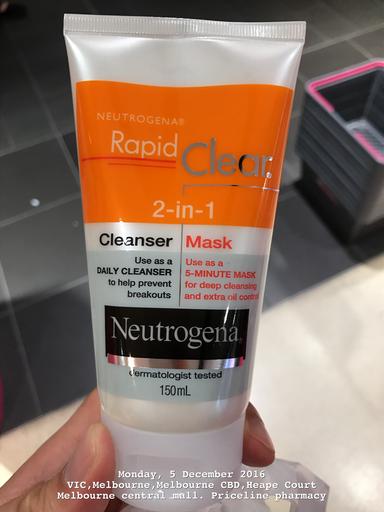 NEUTROGENA®
Rapid Clear.
2-in-1
Cleanser Mask
Use as a
DAILY CLEANSER
to help prevent
breakouts
Use as a
5-MINUTE MASK
for deep cleansing
and extra oil control
Neutrogena®
dermatologist tested
150mL
Monday, 5 December 2016
VIC,Melbourne,Melbourne CBD,Heape Court
Melbourne central mall. Priceline pharmacy